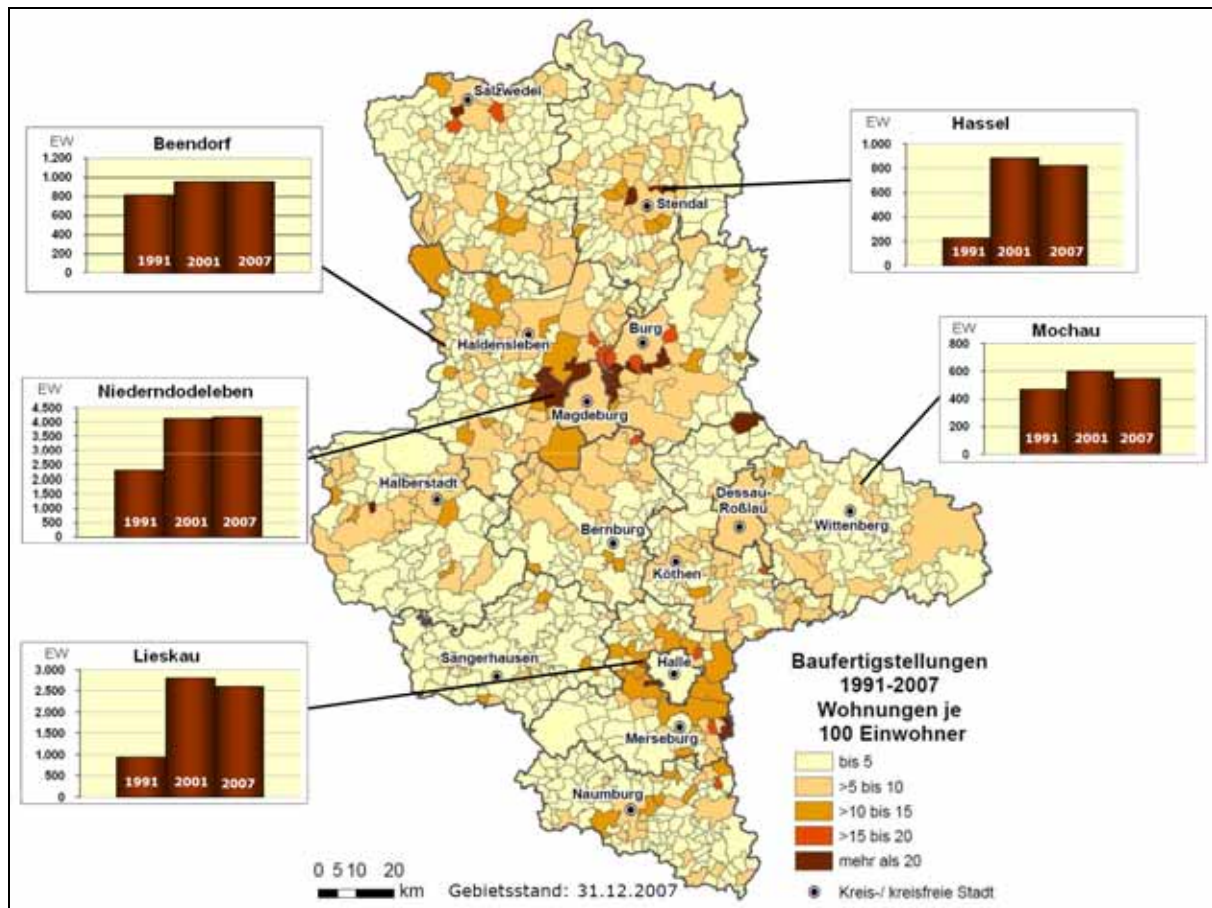 Beendorf
EW
1.200
1.000
800
600
400
200
0
1991
2001
2007
Niederndodeleben
EW
4.500
4.000
3.500
3.000
2.500
2.000
1.500
1.000
500
0
1991
2001
2007
Lieskau
EW
3.000
2.500
2.000
1.500
1.000
500
0
1991
2001
2007
Hassel
EW
1.000
800
600
400
200
0
1991
2001
2007
Mochau
EW
800
600
400
200
0
1991
2001
2007
Salzwedel
Stendal
Haldensleben
Burg
Magdeburg
Halberstadt
Dessau-
Roßlau
Wittenberg
Bernburg
Köthen
Sangerhausen
Halle
Merseburg
Naumburg
Baufertigstellungen
1991-2007
Wohnungen je
100 Einwohner
bis 5
>5 bis 10
>10 bis 15
>15 bis 20
mehr als 20
Kreis-/ kreisfreie Stadt
0 5 10 20
km
Gebietsstand: 31.12.2007